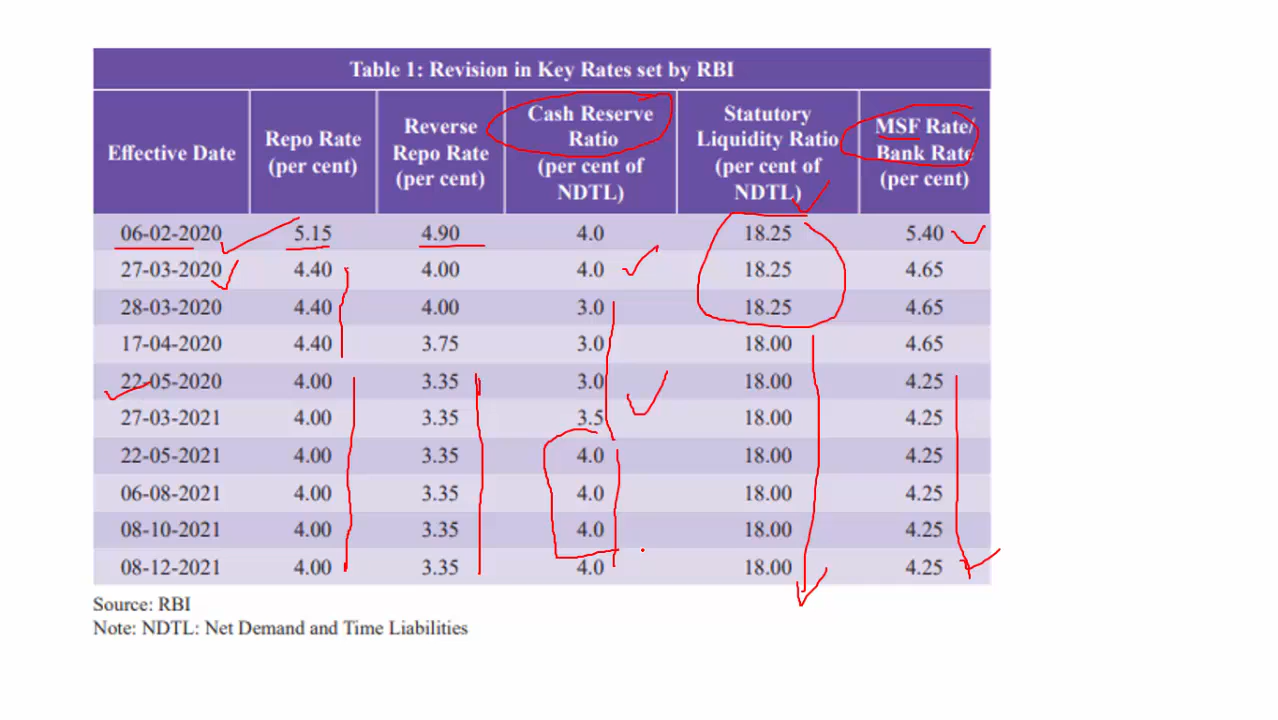 Table 1: Revision in Key Rates set by RBI
Effective Date Repo Rate (per cent) Reverse Repo Rate (per cent) Cash Reserve Ratio (per cent of NDTL) Statutory Liquidity Ratio (per cent of NDTL) MSF Rate/ Bank Rate (per cent)
06-02-2020 5.15 4.90 4.0 18.25 5.40
27-03-2020 4.40 4.00 4.0 18.25 4.65
28-03-2020 4.40 4.00 3.0 18.25 4.65
17-04-2020 4.40 3.75 3.0 18.00 4.65
22-05-2020 4.00 3.35 3.0 18.00 4.25
27-03-2021 4.00 3.35 3.5 18.00 4.25
22-05-2021 4.00 3.35 4.0 18.00 4.25
06-08-2021 4.00 3.35 4.0 18.00 4.25
08-10-2021 4.00 3.35 4.0 18.00 4.25
08-12-2021 4.00 3.35 4.0 18.00 4.25
Source: RBI
Note: NDTL: Net Demand and Time Liabilities